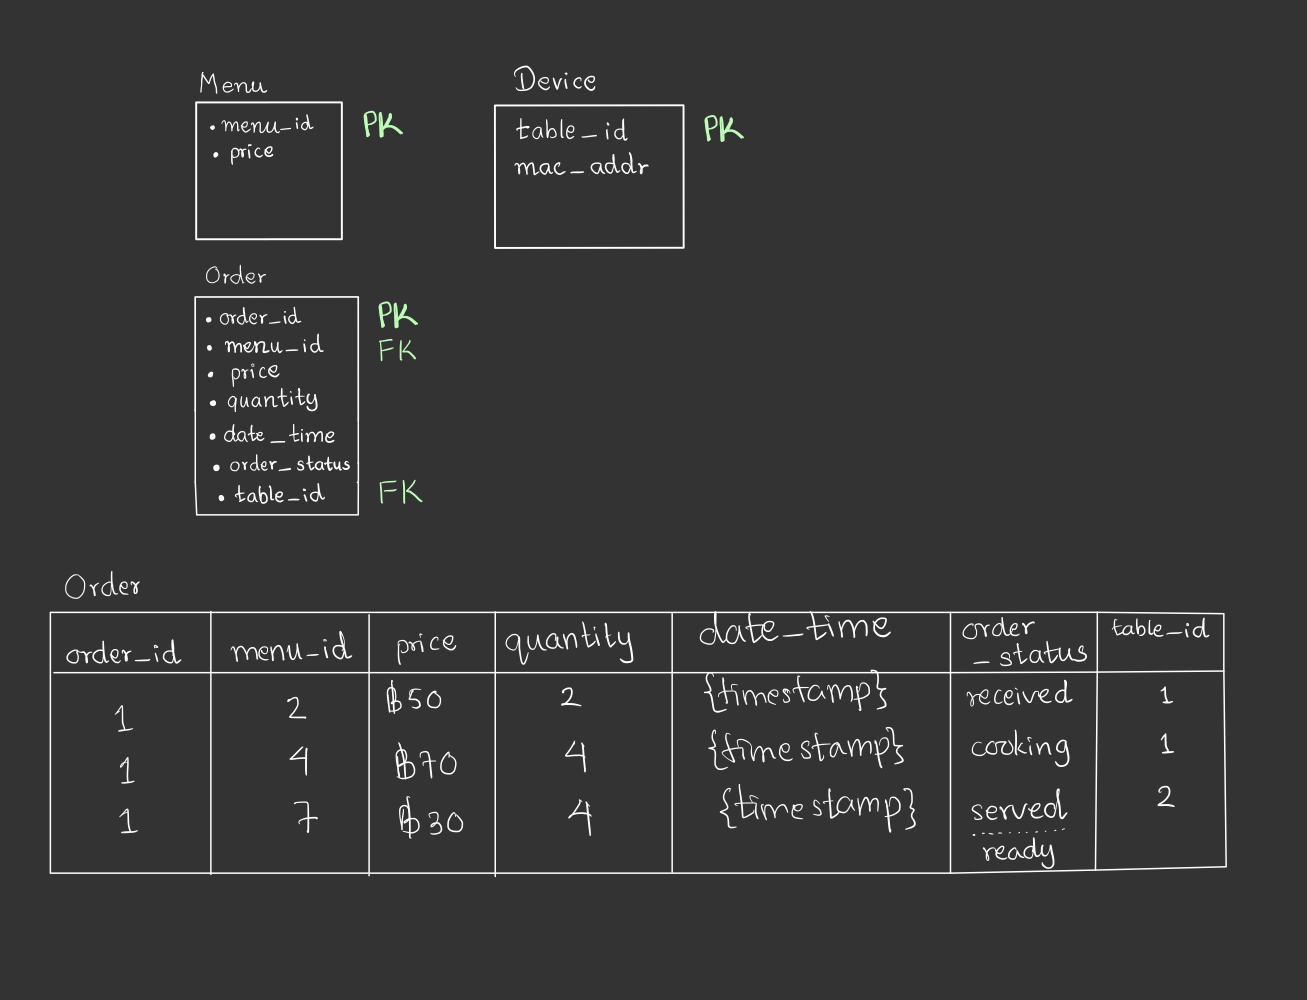 Menu
• menu_id PK
• price
Device
table_id PK
mac_addr
Order
• order_id PK
• menu_id FK
• price
• quantity
• date_time
• order_status
• table_id FK
Order
order_id menu_id price quantity date_time order_status table_id
1 2 ฿50 2 {timestamp} received 1
1 4 ฿70 4 {timestamp} cooking 1
1 7 ฿30 4 {timestamp} served 2
ready